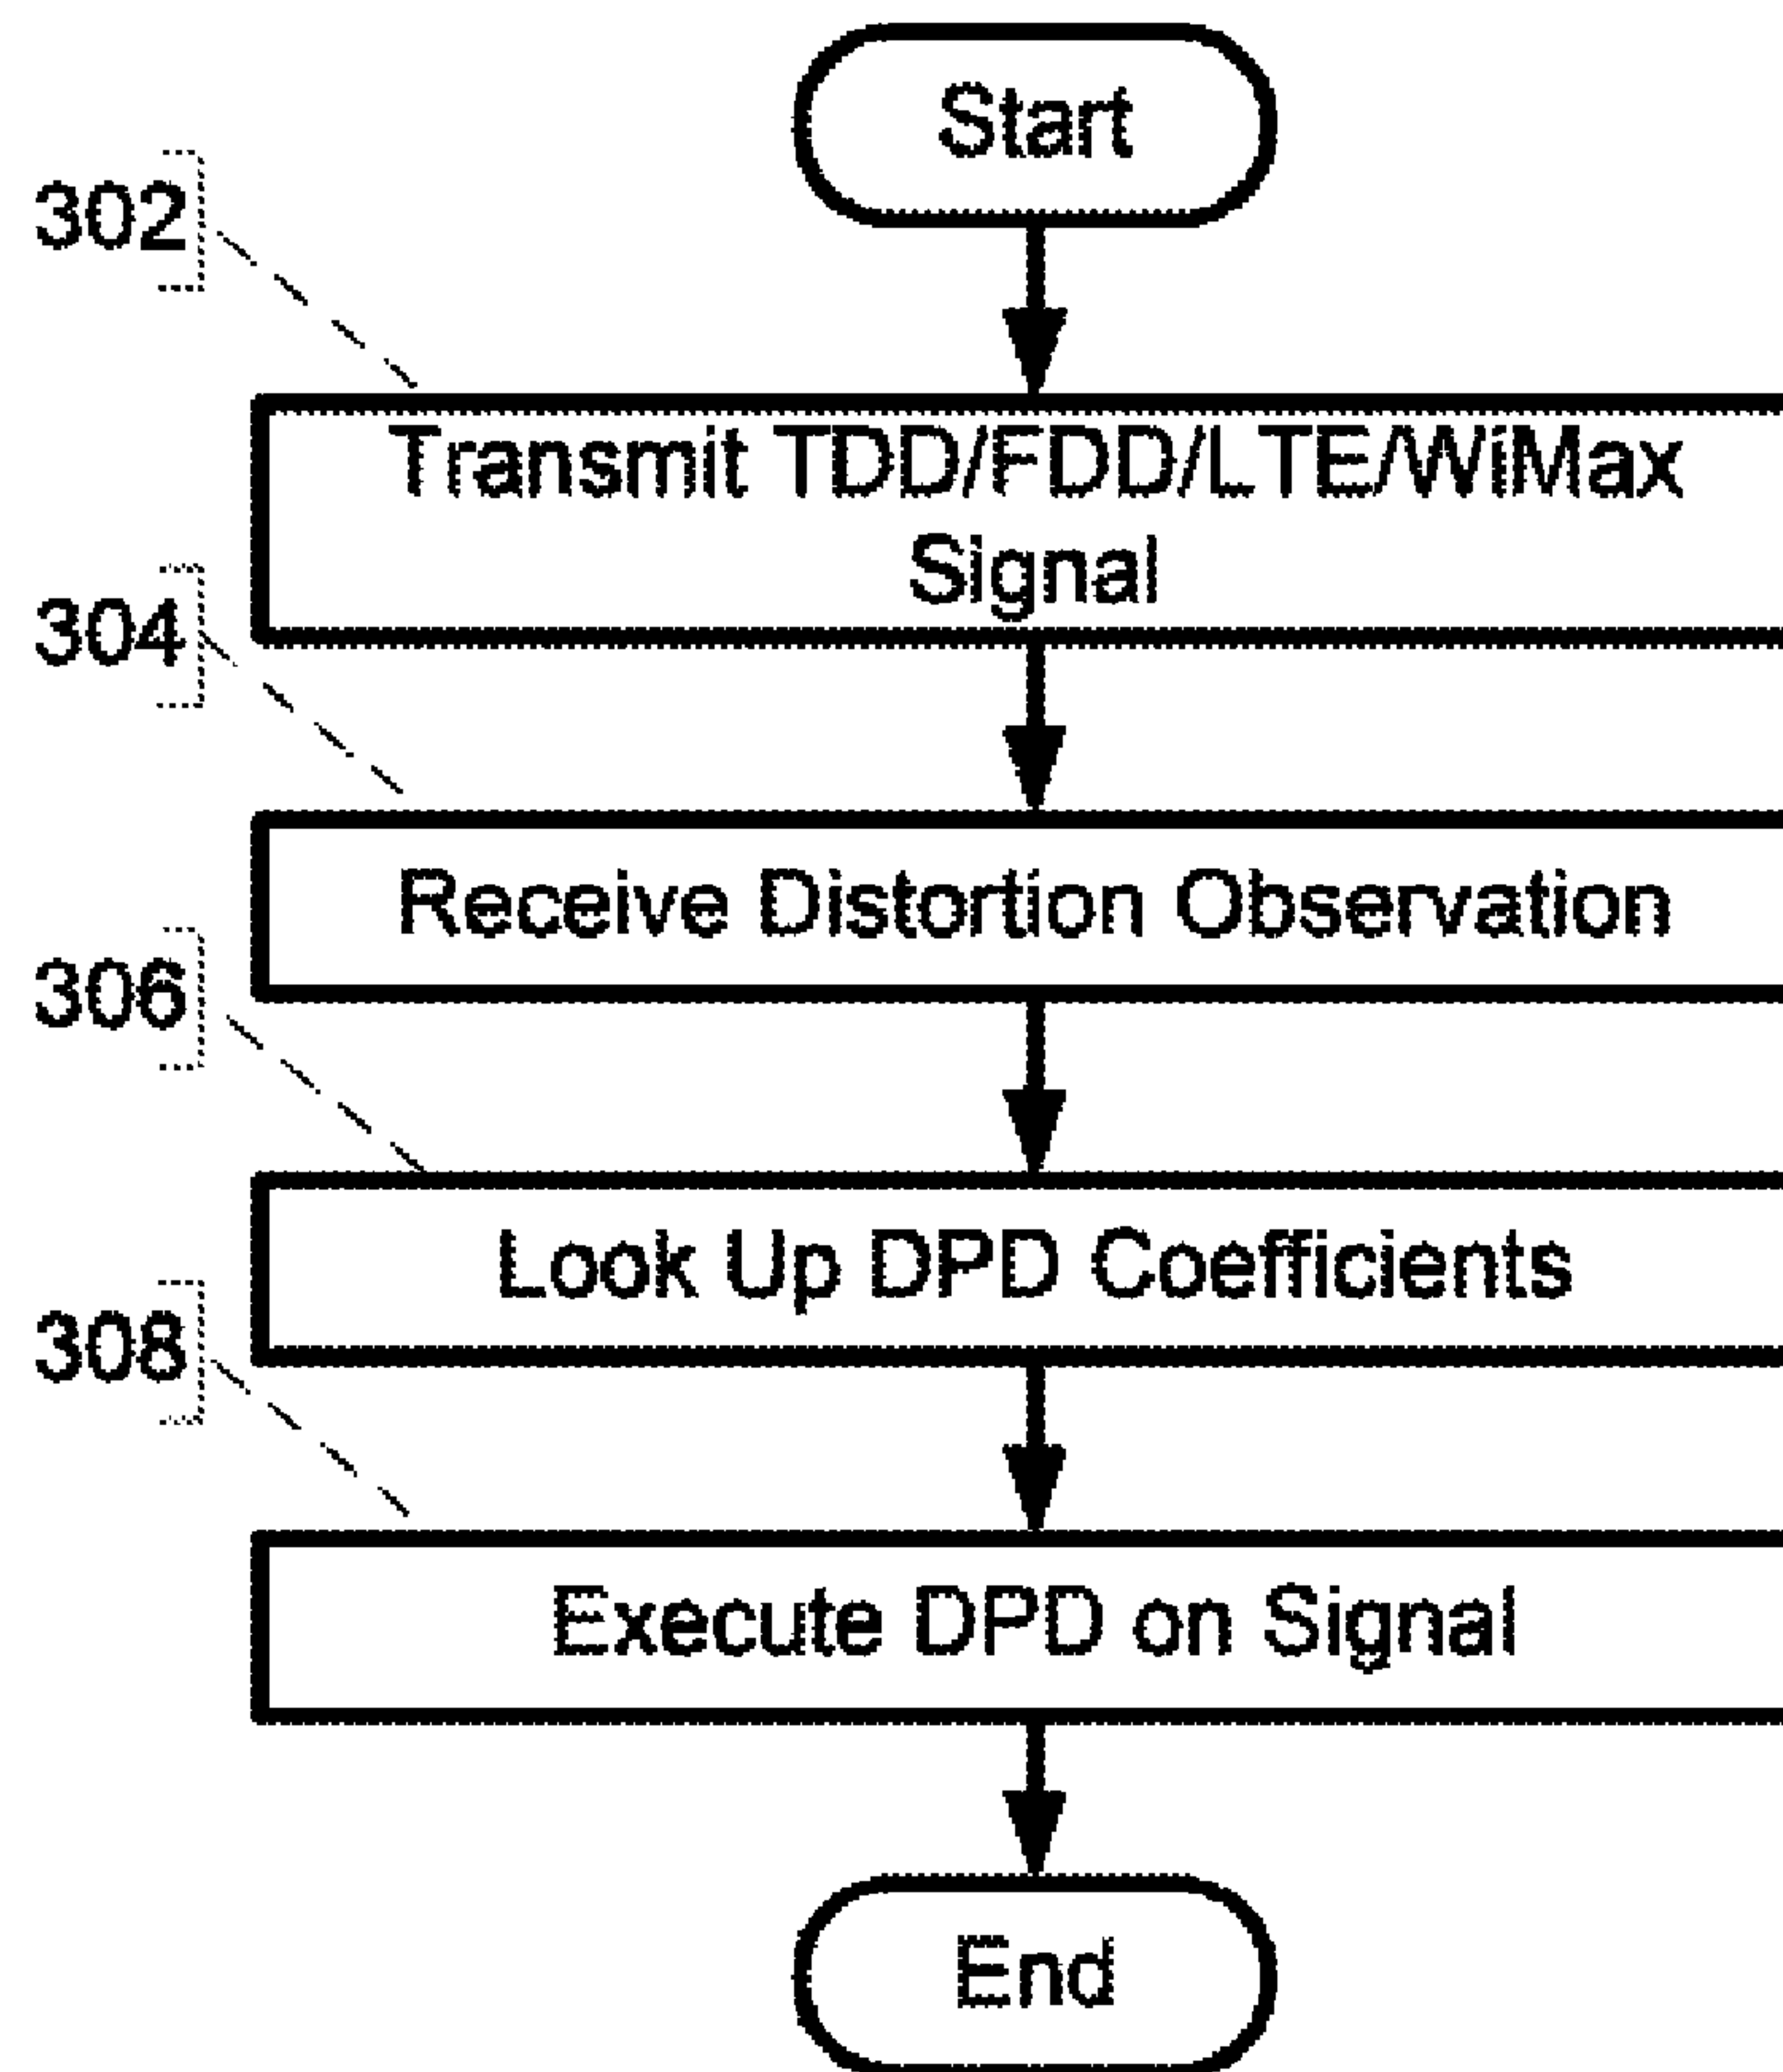 Start
302
Transmit TDD/FDD/LTE/WiMax
Signal
304
Receive Distortion Observation
306
Look Up DPD Coefficients
308
Execute DPD on Signal
End